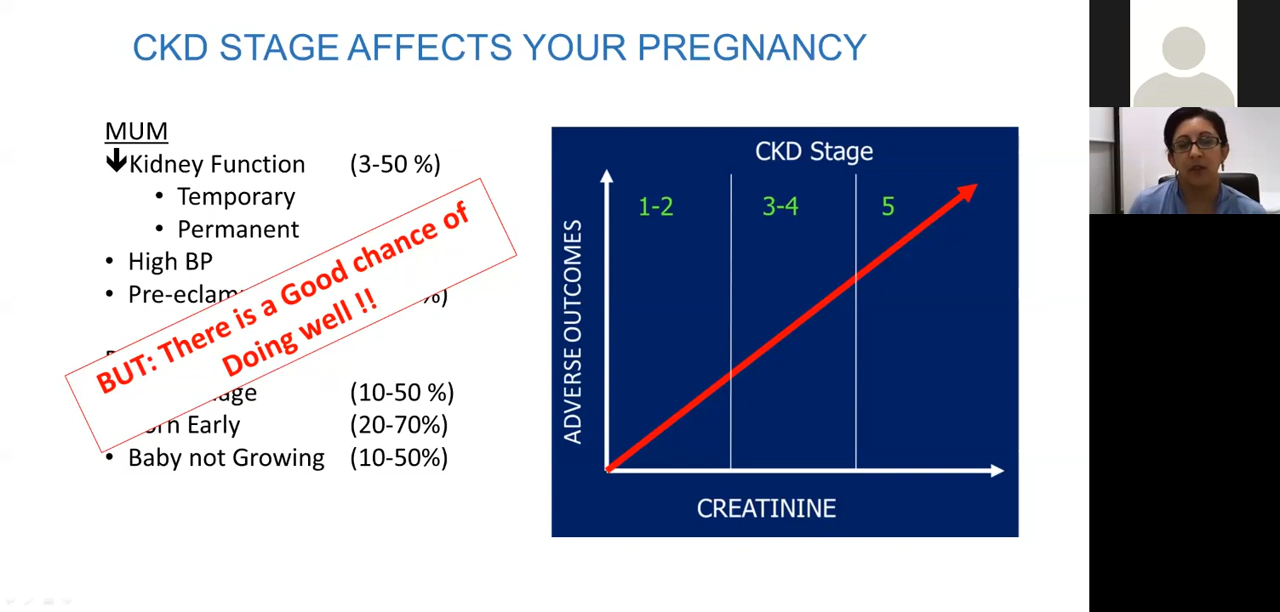 CKD STAGE AFFECTS YOUR PREGNANCY
MUM
🡻Kidney Function (3-50 %)
• Temporary
• Permanent
• High BP
• Pre-eclam %)
BUT: There is a Good chance of
Doing well !!
(10-50 %)
Early (20-70%)
• Baby not Growing (10-50%)
CKD Stage
1-2 3-4 5
ADVERSE OUTCOMES
CREATININE